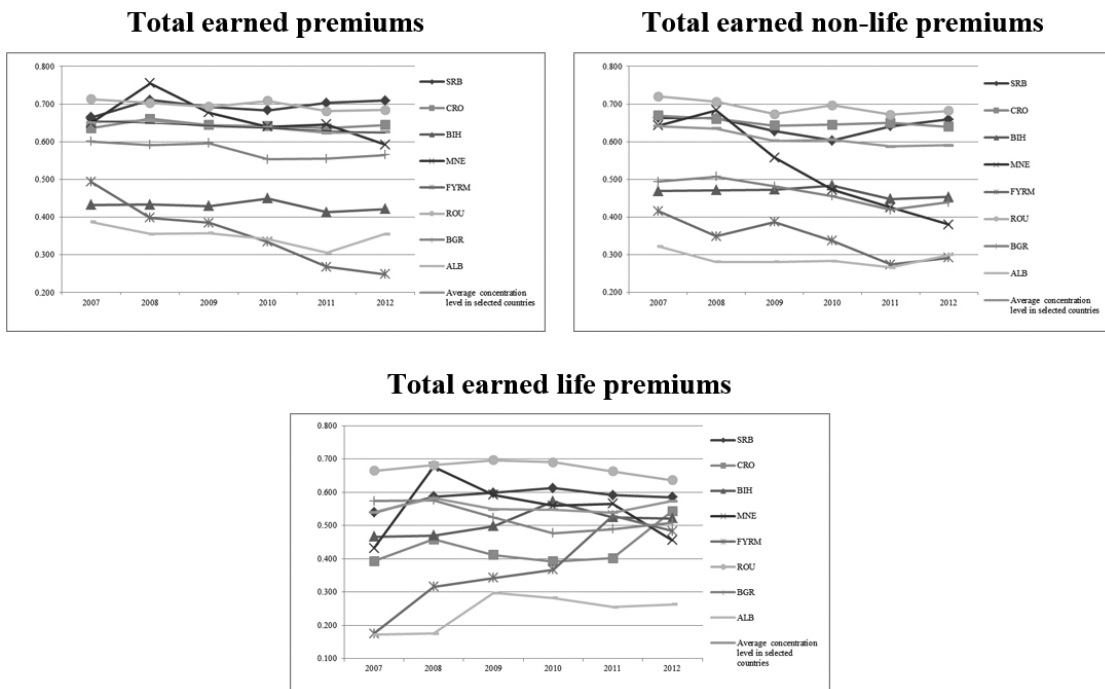 Total earned premiums
0.800
0.700
0.600
0.500
0.400
0.300
0.200
2007 2008 2009 2010 2011 2012
SRB
CRO
BIH
MNE
FYRM
ROU
BGR
ALB
Average concentration
level in selected countries
Total earned non-life premiums
0.800
0.700
0.600
0.500
0.400
0.300
0.200
2007 2008 2009 2010 2011 2012
SRB
CRO
BIH
MNE
FYRM
ROU
BGR
ALB
Average concentration
level in selected countries
Total earned life premiums
0.800
0.700
0.600
0.500
0.400
0.300
0.200
0.100
2007 2008 2009 2010 2011 2012
SRB
CRO
BIH
MNE
FYRM
ROU
BGR
ALB
Average concentration
level in selected
countries